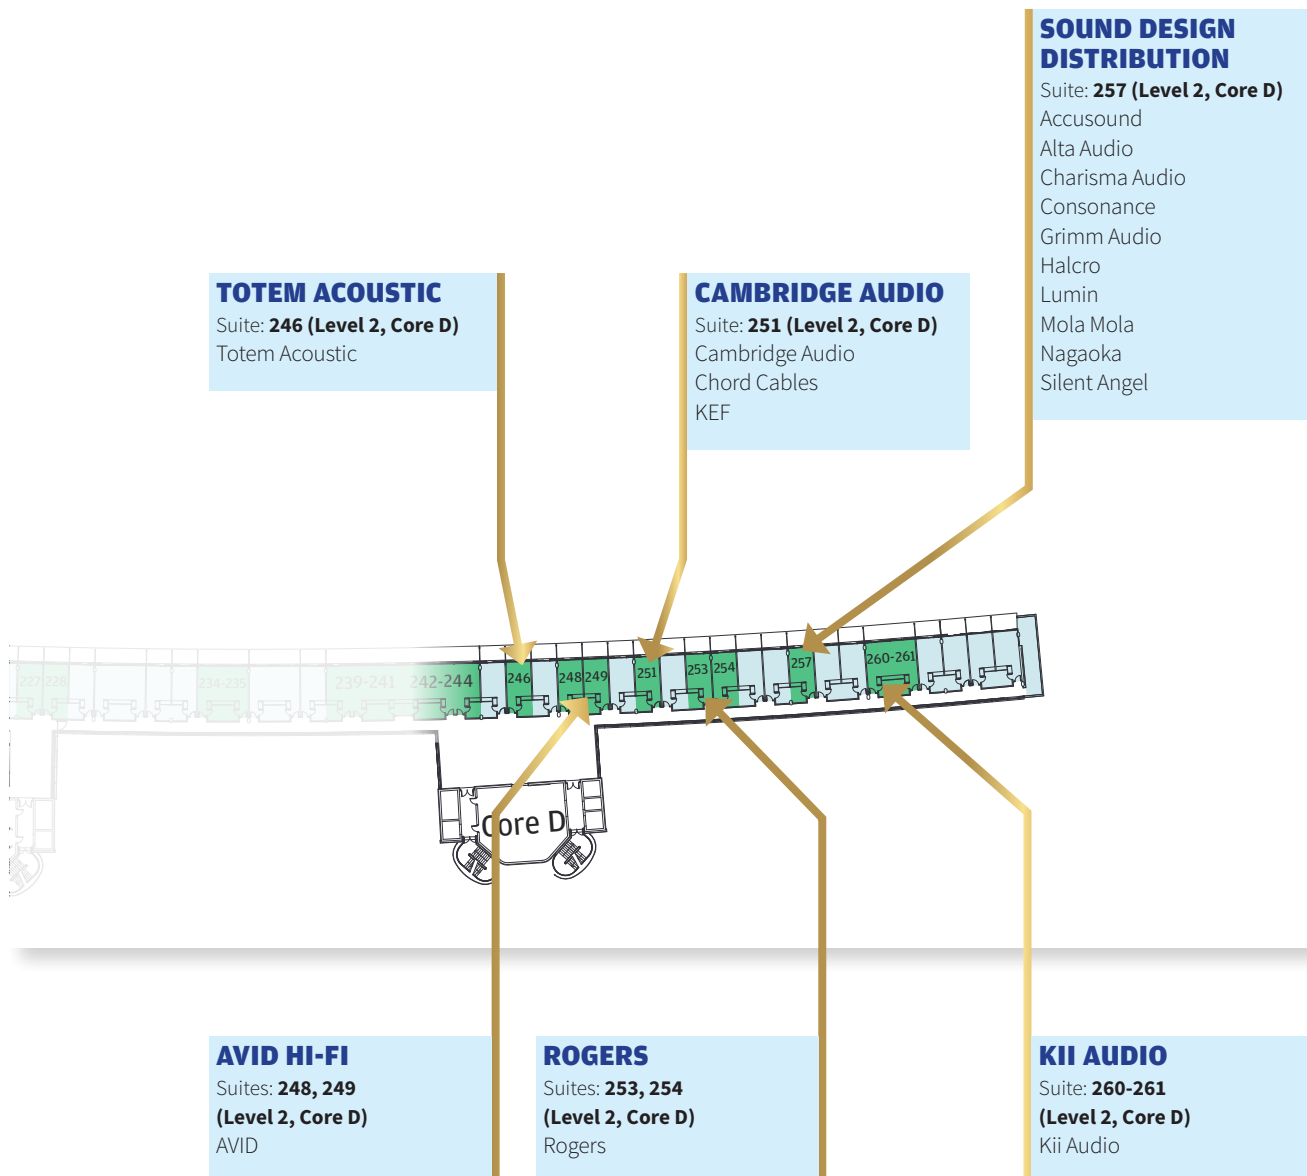 SOUND DESIGN
DISTRIBUTION
Suite: 257 (Level 2, Core D)
Accusound
Alta Audio
Charisma Audio
Consonance
Grimm Audio
Halcro
Lumin
Mola Mola
Nagaoka
Silent Angel
TOTEM ACOUSTIC
Suite: 246 (Level 2, Core D)
Totem Acoustic
CAMBRIDGE AUDIO
Suite: 251 (Level 2, Core D)
Cambridge Audio
Chord Cables
KEF
227 228
234-235
239-241
242-244
246
248 249
251
253 254
257
260-261
Core D
AVID HI-FI
Suites: 248, 249
(Level 2, Core D)
AVID
ROGERS
Suites: 253, 254
(Level 2, Core D)
Rogers
KII AUDIO
Suite: 260-261
(Level 2, Core D)
Kii Audio